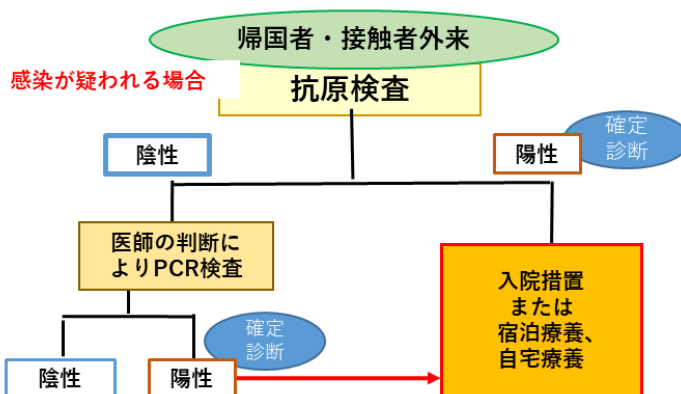 帰国者・接触者外来
感染が疑われる場合
抗原検査
陰性
陽性
確定
診断
医師の判断に
よりPCR検査
入院措置
または
宿泊療養、
自宅療養
確定
診断
陰性
陽性